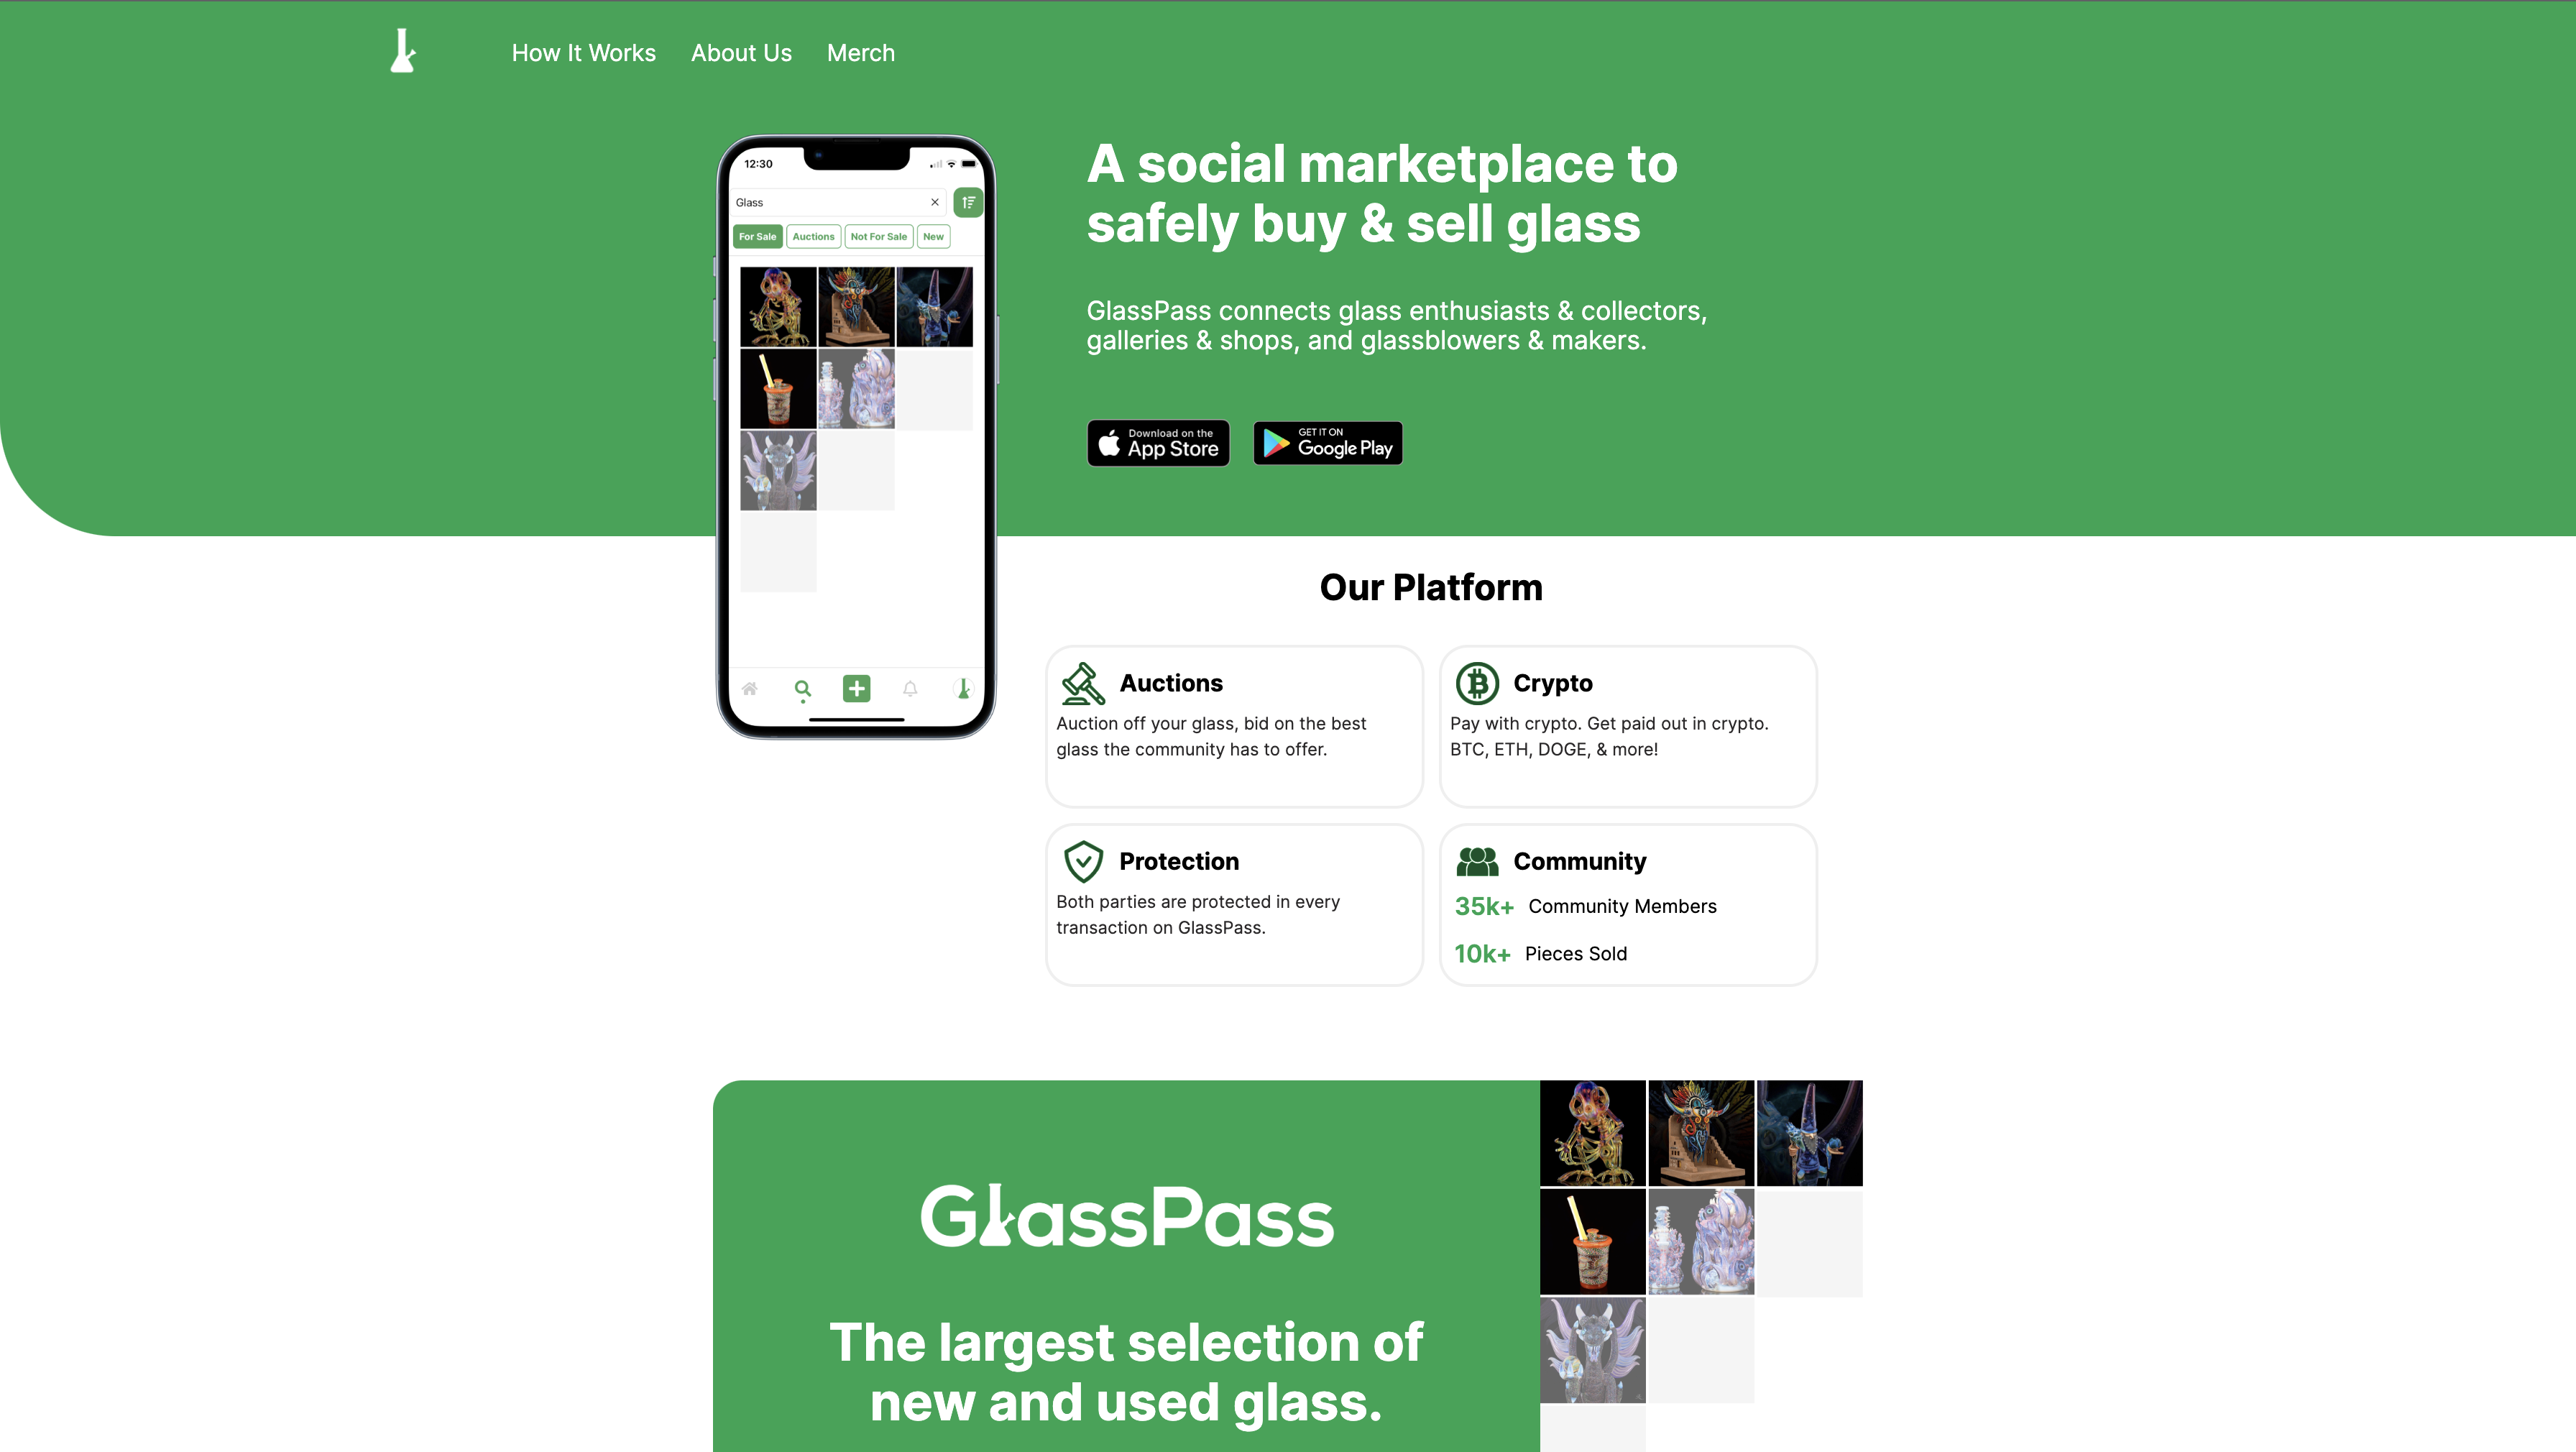 How It Works About Us Merch
12:30
Glass
For Sale Auctions Not For Sale New
A social marketplace to
safely buy & sell glass
GlassPass connects glass enthusiasts & collectors,
galleries & shops, and glassblowers & makers.
Download on the
App Store
GET IT ON
Google Play
Our Platform
Auctions
Auction off your glass, bid on the best
glass the community has to offer.
Crypto
Pay with crypto. Get paid out in crypto.
BTC, ETH, DOGE, & more!
Protection
Both parties are protected in every
transaction on GlassPass.
Community
35k+ Community Members
10k+ Pieces Sold
GlassPass
The largest selection of
new and used glass.